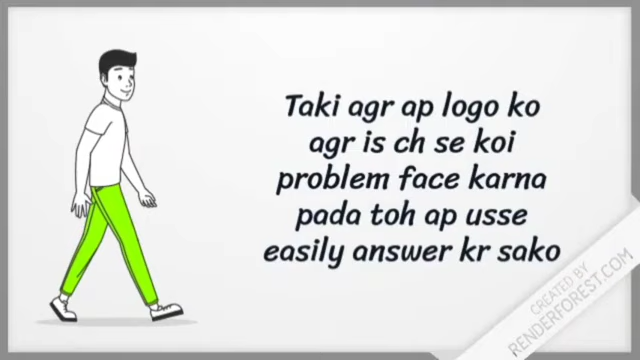 Taki agr ap logo ko
agr is ch se koi
problem face karna
pada toh ap usse
easily answer kr sako
CREATED BY
RENDERFOREST.COM